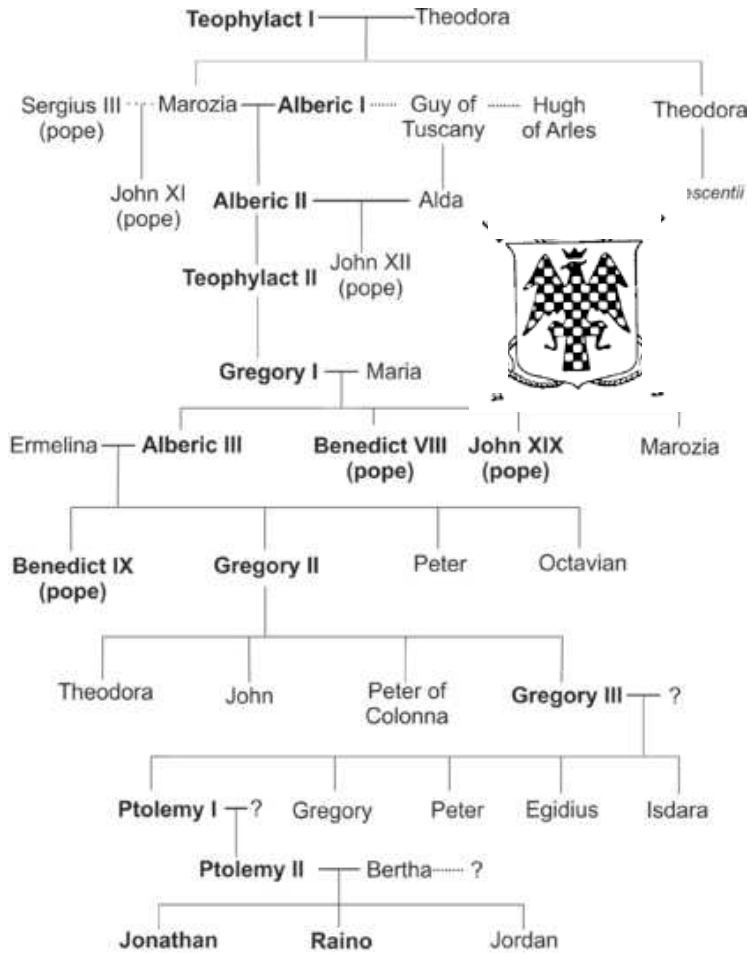 Teophylact I Theodora
Sergius III Marozia Alberic I Guy of Hugh Theodora
(pope) Tuscany of Arles
John XI Alberic II Alda escentii
(pope)
Teophylact II John XII
(pope)
Gregory I Maria
Ermelina Alberic III Benedict VIII John XIX Marozia
(pope) (pope)
Benedict IX Gregory II Peter Octavian
(pope)
Theodora John Peter of Gregory III ?
Colonna
Ptolemy I ? Gregory Peter Egidius Isdara
Ptolemy II Bertha ?
Jonathan Raino Jordan